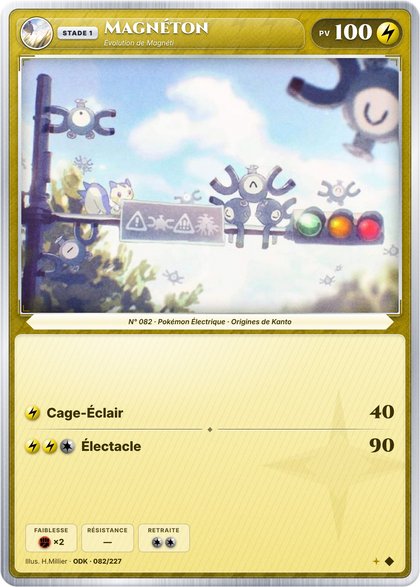 STADE 1
MAGNÉTON
Évolution de Magnéti
PV 100
N° 082 · Pokémon Électrique · Origines de Kanto
Cage-Éclair 40
Électacle 90
FAIBLESSE
×2
RÉSISTANCE
—
RETRAITE
Illus. H.Millier · ODK · 082/227